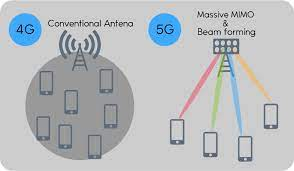 4G
Conventional Antena
5G
Massive MIMO
&
Beam forming